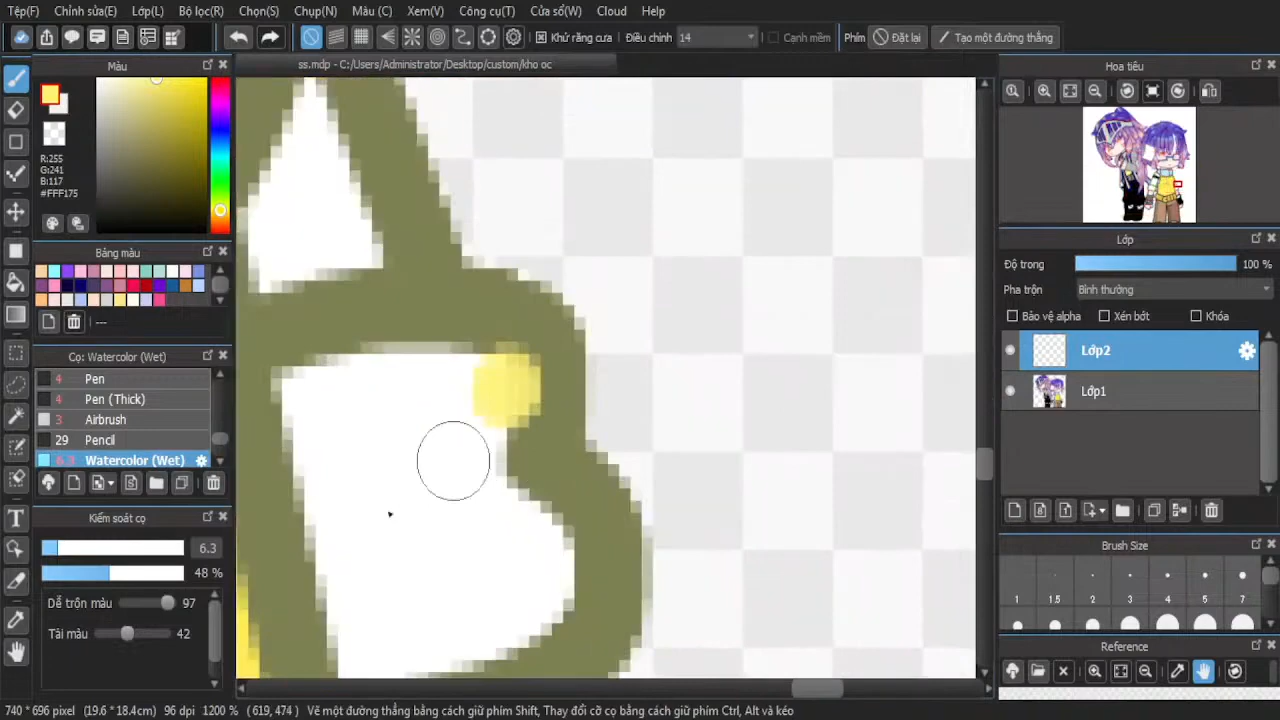 Tệp(F) Chỉnh sửa(E) Lớp(L) Bộ lọc(R) Chọn(S) Chụp(N) Màu (C) Xem(V) Công cụ(T) Cửa sổ(W) Cloud Help
Khử răng cưa Điều chỉnh 14 Cạnh mềm Phím Đặt lại Tạo một đường thẳng
ss.mdp - C:/Users/Administrator/Desktop/custom/kho oc
Màu
R:255
G:241
B:117
#FFF175
Bảng màu
---
Cọ: Watercolor (Wet)
4 Pen
4 Pen (Thick)
3 Airbrush
29 Pencil
6.3 Watercolor (Wet)
Kiểm soát cọ
6.3
48 %
Dễ trộn màu 97
Tải màu 42
Hoa tiêu
Lớp
Độ trong 100 %
Pha trộn Bình thường
Bảo vệ alpha Xén bớt Khóa
Lớp2
Lớp1
Brush Size
1 1.5 2 3 4 5 7
Reference
740 * 696 pixel (19.6 * 18.4cm) 96 dpi 1200 % ( 619, 474 ) Vẽ một đường thẳng bằng cách giữ phím Shift, Thay đổi cỡ cọ bằng cách giữ phím Ctrl, Alt và kéo